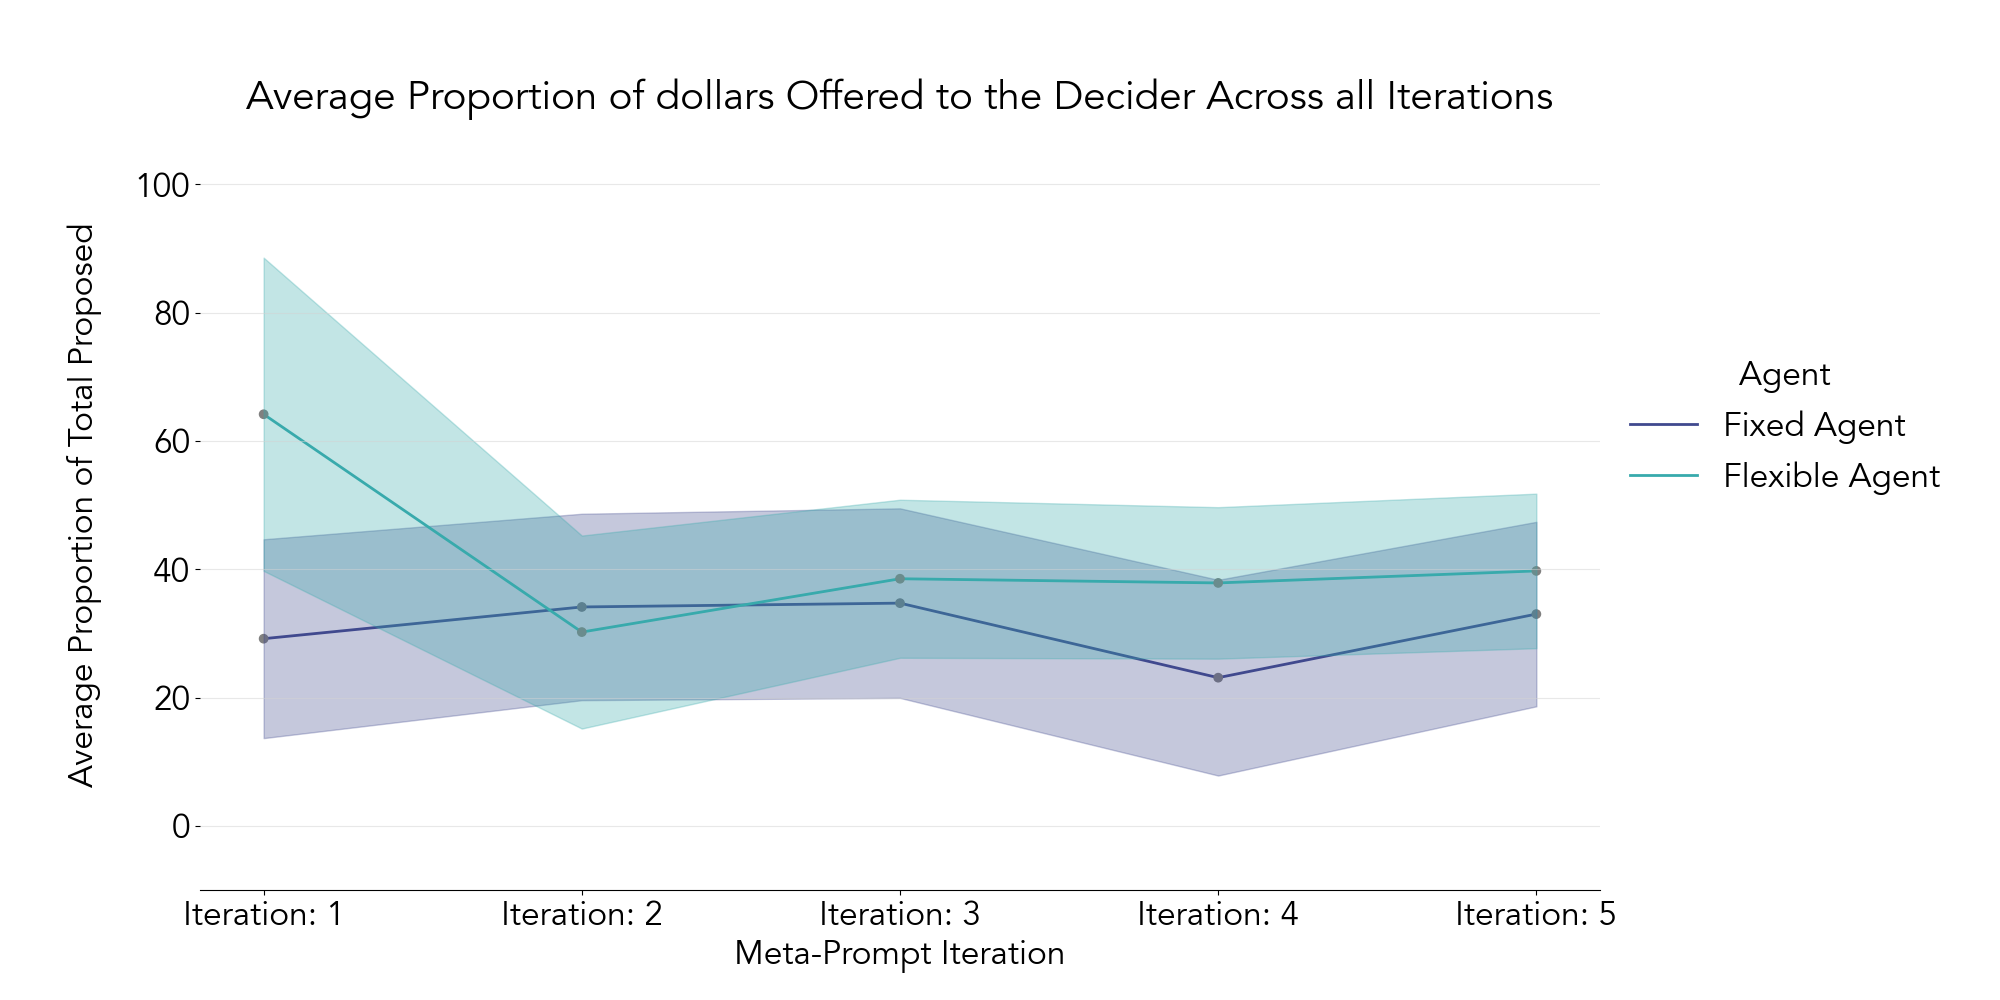 Average Proportion of dollars Offered to the Decider Across all Iterations
Average Proportion of Total Proposed
100
80
60
40
20
0
Iteration: 1
Iteration: 2
Iteration: 3
Iteration: 4
Iteration: 5
Meta-Prompt Iteration
Agent
Fixed Agent
Flexible Agent